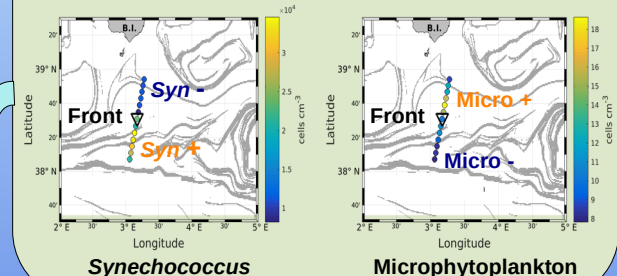 B.I.
×10⁴
20'
39° N
40'
20'
38° N
40'
2° E
30'
3° E
30'
4° E
30'
5° E
Latitude
Longitude
3
2.5
2
1.5
1
cells cm⁻³
Syn -
Front
Syn +
Synechococcus
B.I.
20'
39° N
40'
20'
38° N
40'
2° E
30'
3° E
30'
4° E
30'
5° E
Latitude
Longitude
18
17
16
15
14
13
12
11
10
9
8
cells cm⁻³
Micro +
Front
Micro -
Microphytoplankton